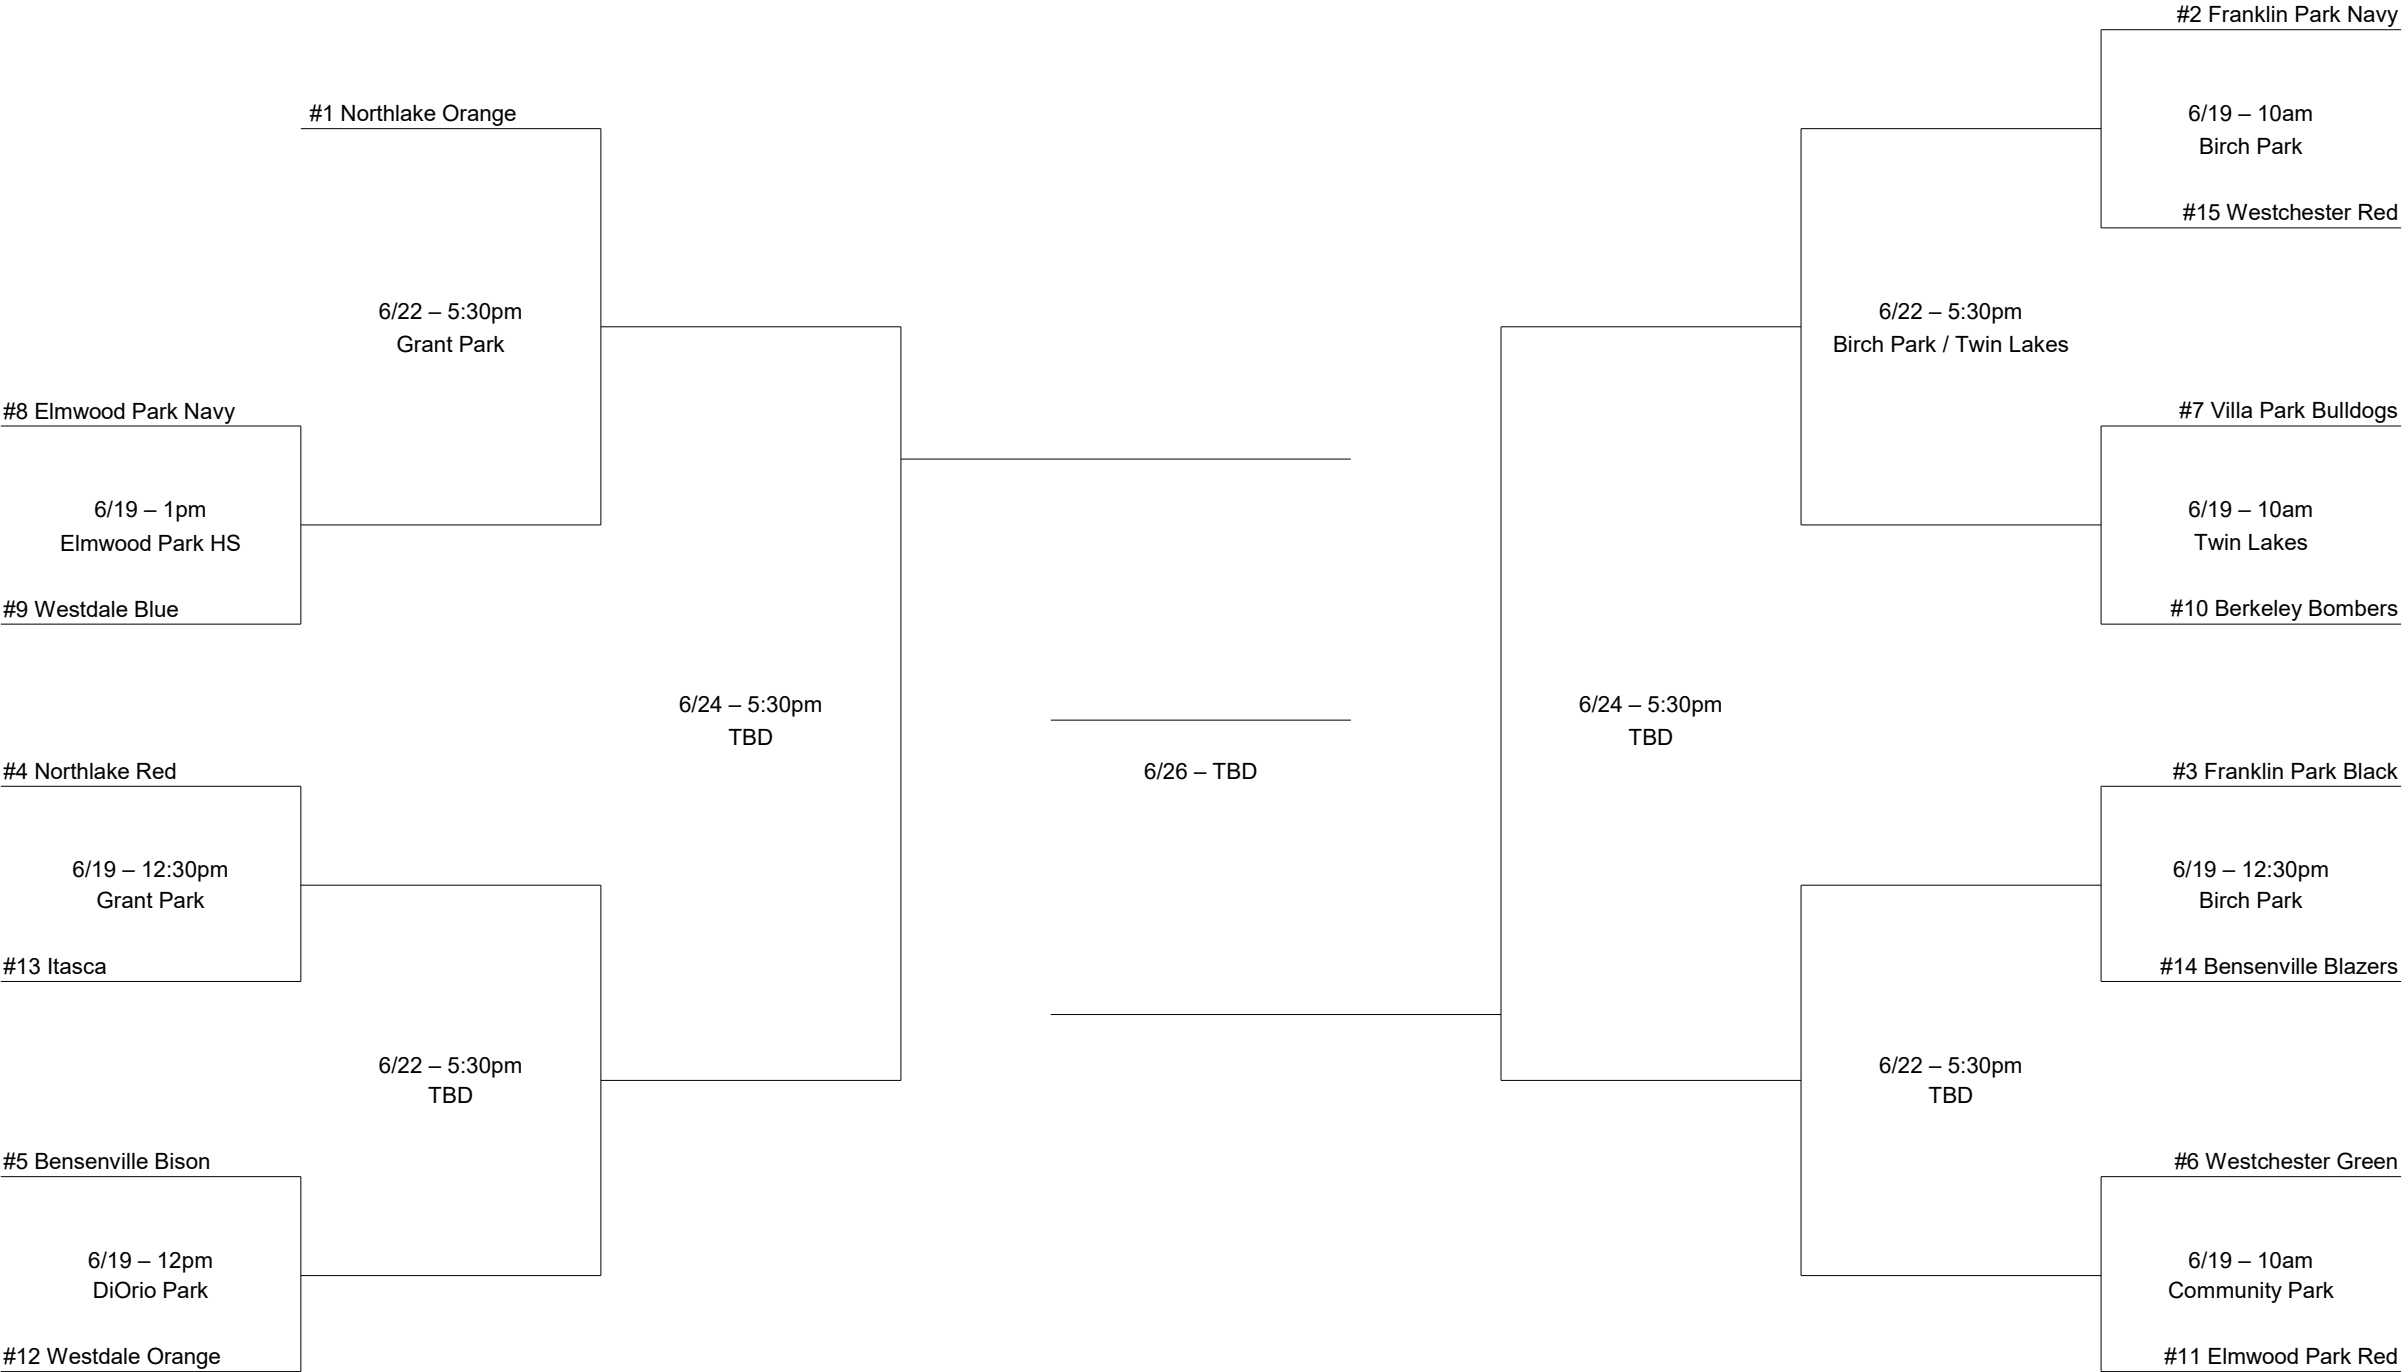 #2 Franklin Park Navy
#1 Northlake Orange
6/19 – 10am
Birch Park
#15 Westchester Red
6/22 – 5:30pm
Grant Park
6/22 – 5:30pm
Birch Park / Twin Lakes
#8 Elmwood Park Navy
#7 Villa Park Bulldogs
6/19 – 1pm
Elmwood Park HS
6/19 – 10am
Twin Lakes
#9 Westdale Blue
#10 Berkeley Bombers
6/24 – 5:30pm
TBD
6/24 – 5:30pm
TBD
#4 Northlake Red
6/26 – TBD
#3 Franklin Park Black
6/19 – 12:30pm
Grant Park
6/19 – 12:30pm
Birch Park
#13 Itasca
#14 Bensenville Blazers
6/22 – 5:30pm
TBD
6/22 – 5:30pm
TBD
#5 Bensenville Bison
#6 Westchester Green
6/19 – 12pm
DiOrio Park
6/19 – 10am
Community Park
#12 Westdale Orange
#11 Elmwood Park Red